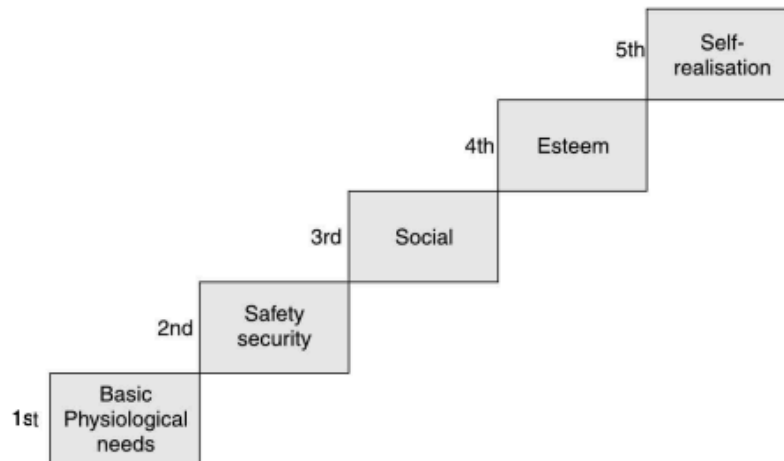 5th
Self-
realisation
4th
Esteem
3rd
Social
2nd
Safety
security
1st
Basic
Physiological
needs